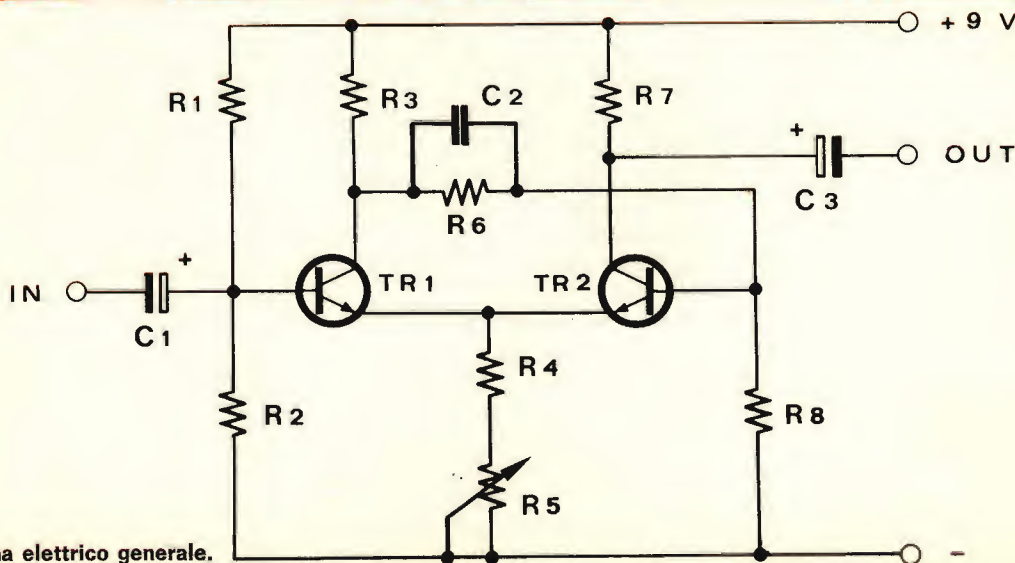 + 9 V
R1
R3
C2
R7
+
OUT
R6
C3
+
TR1
TR2
IN
C1
R4
R2
R8
R5
elettrico generale.
-